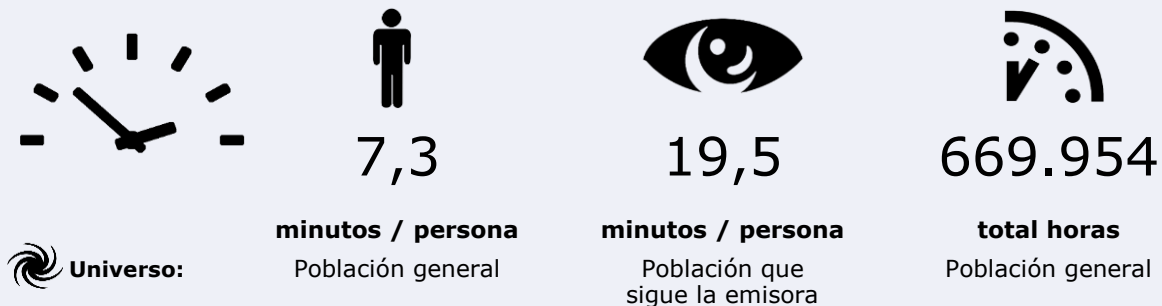 7,3
19,5
669.954
minutos / persona
minutos / persona
total horas
Universo:
Población general
Población que
sigue la emisora
Población general